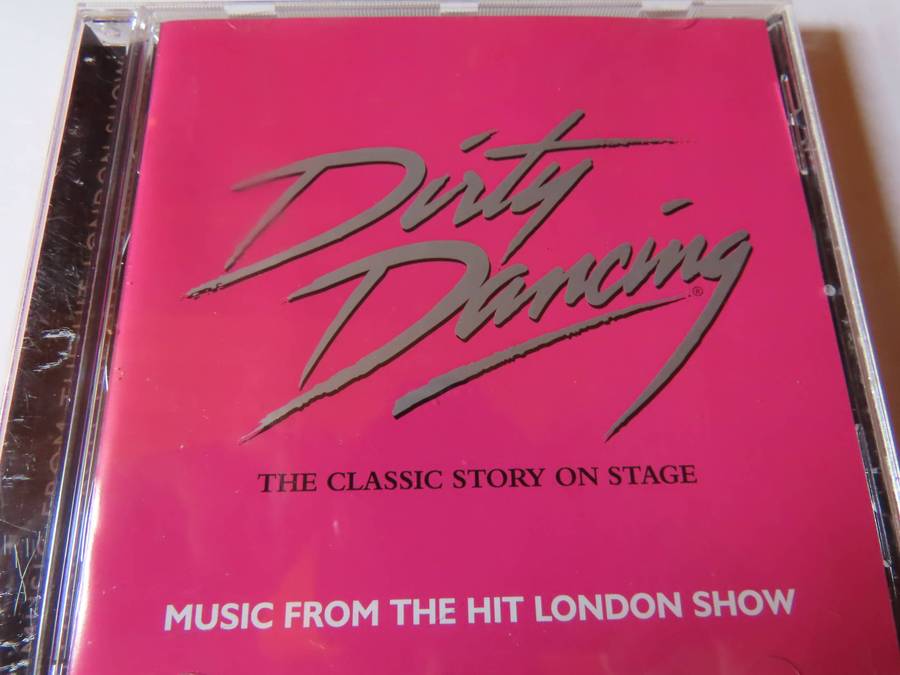 Dirty
Dancing®
THE CLASSIC STORY ON STAGE
MUSIC FROM THE HIT LONDON SHOW